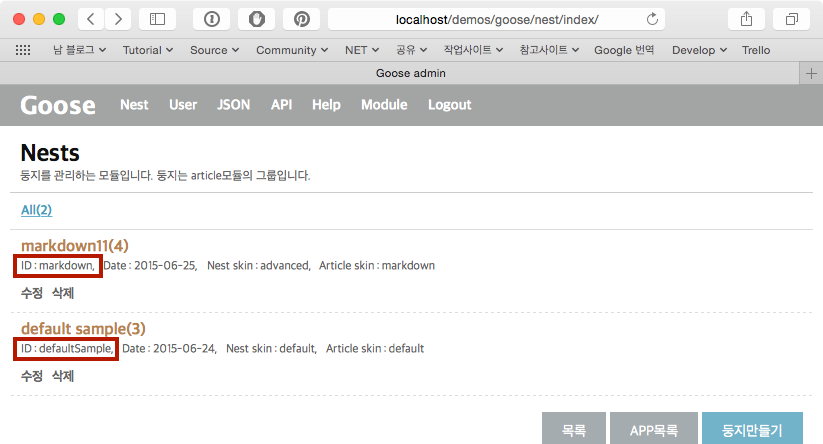 localhost/demos/goose/nest/index/
남 블로그 Tutorial Source Community NET 공유 작업사이트 참고사이트 Google 번역 Develop Trello
Goose admin
Goose Nest User JSON API Help Module Logout
Nests
둥지를 관리하는 모듈입니다. 둥지는 article모듈의 그룹입니다.
All(2)
markdown11(4)
ID : markdown, Date : 2015-06-25, Nest skin : advanced, Article skin : markdown
수정 삭제
default sample(3)
ID : defaultSample, Date : 2015-06-24, Nest skin : default, Article skin : default
수정 삭제
목록 APP목록 둥지만들기